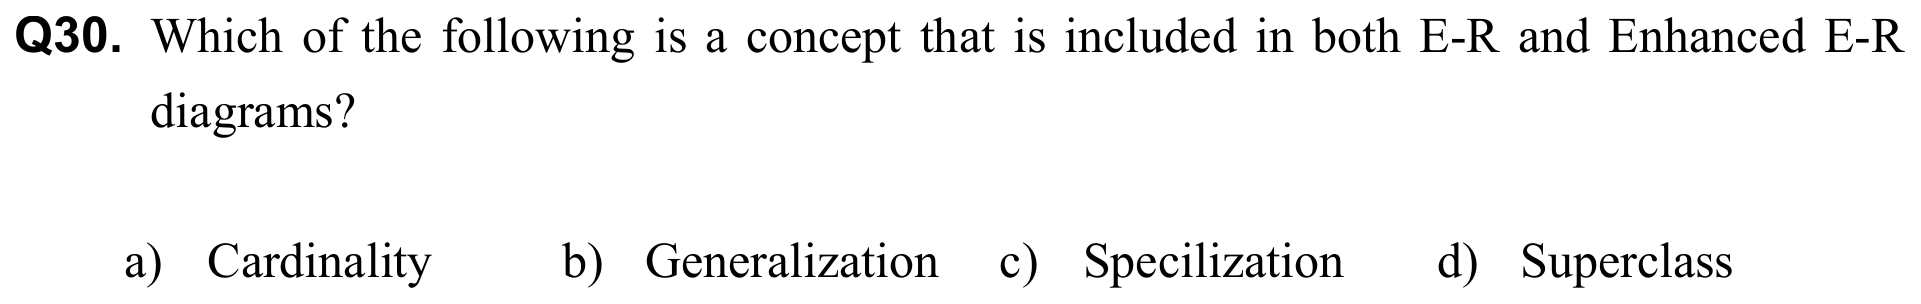 Q30. Which of the following is a concept that is included in both E-R and Enhanced E-R
diagrams?
a) Cardinality b) Generalization c) Specilization d) Superclass